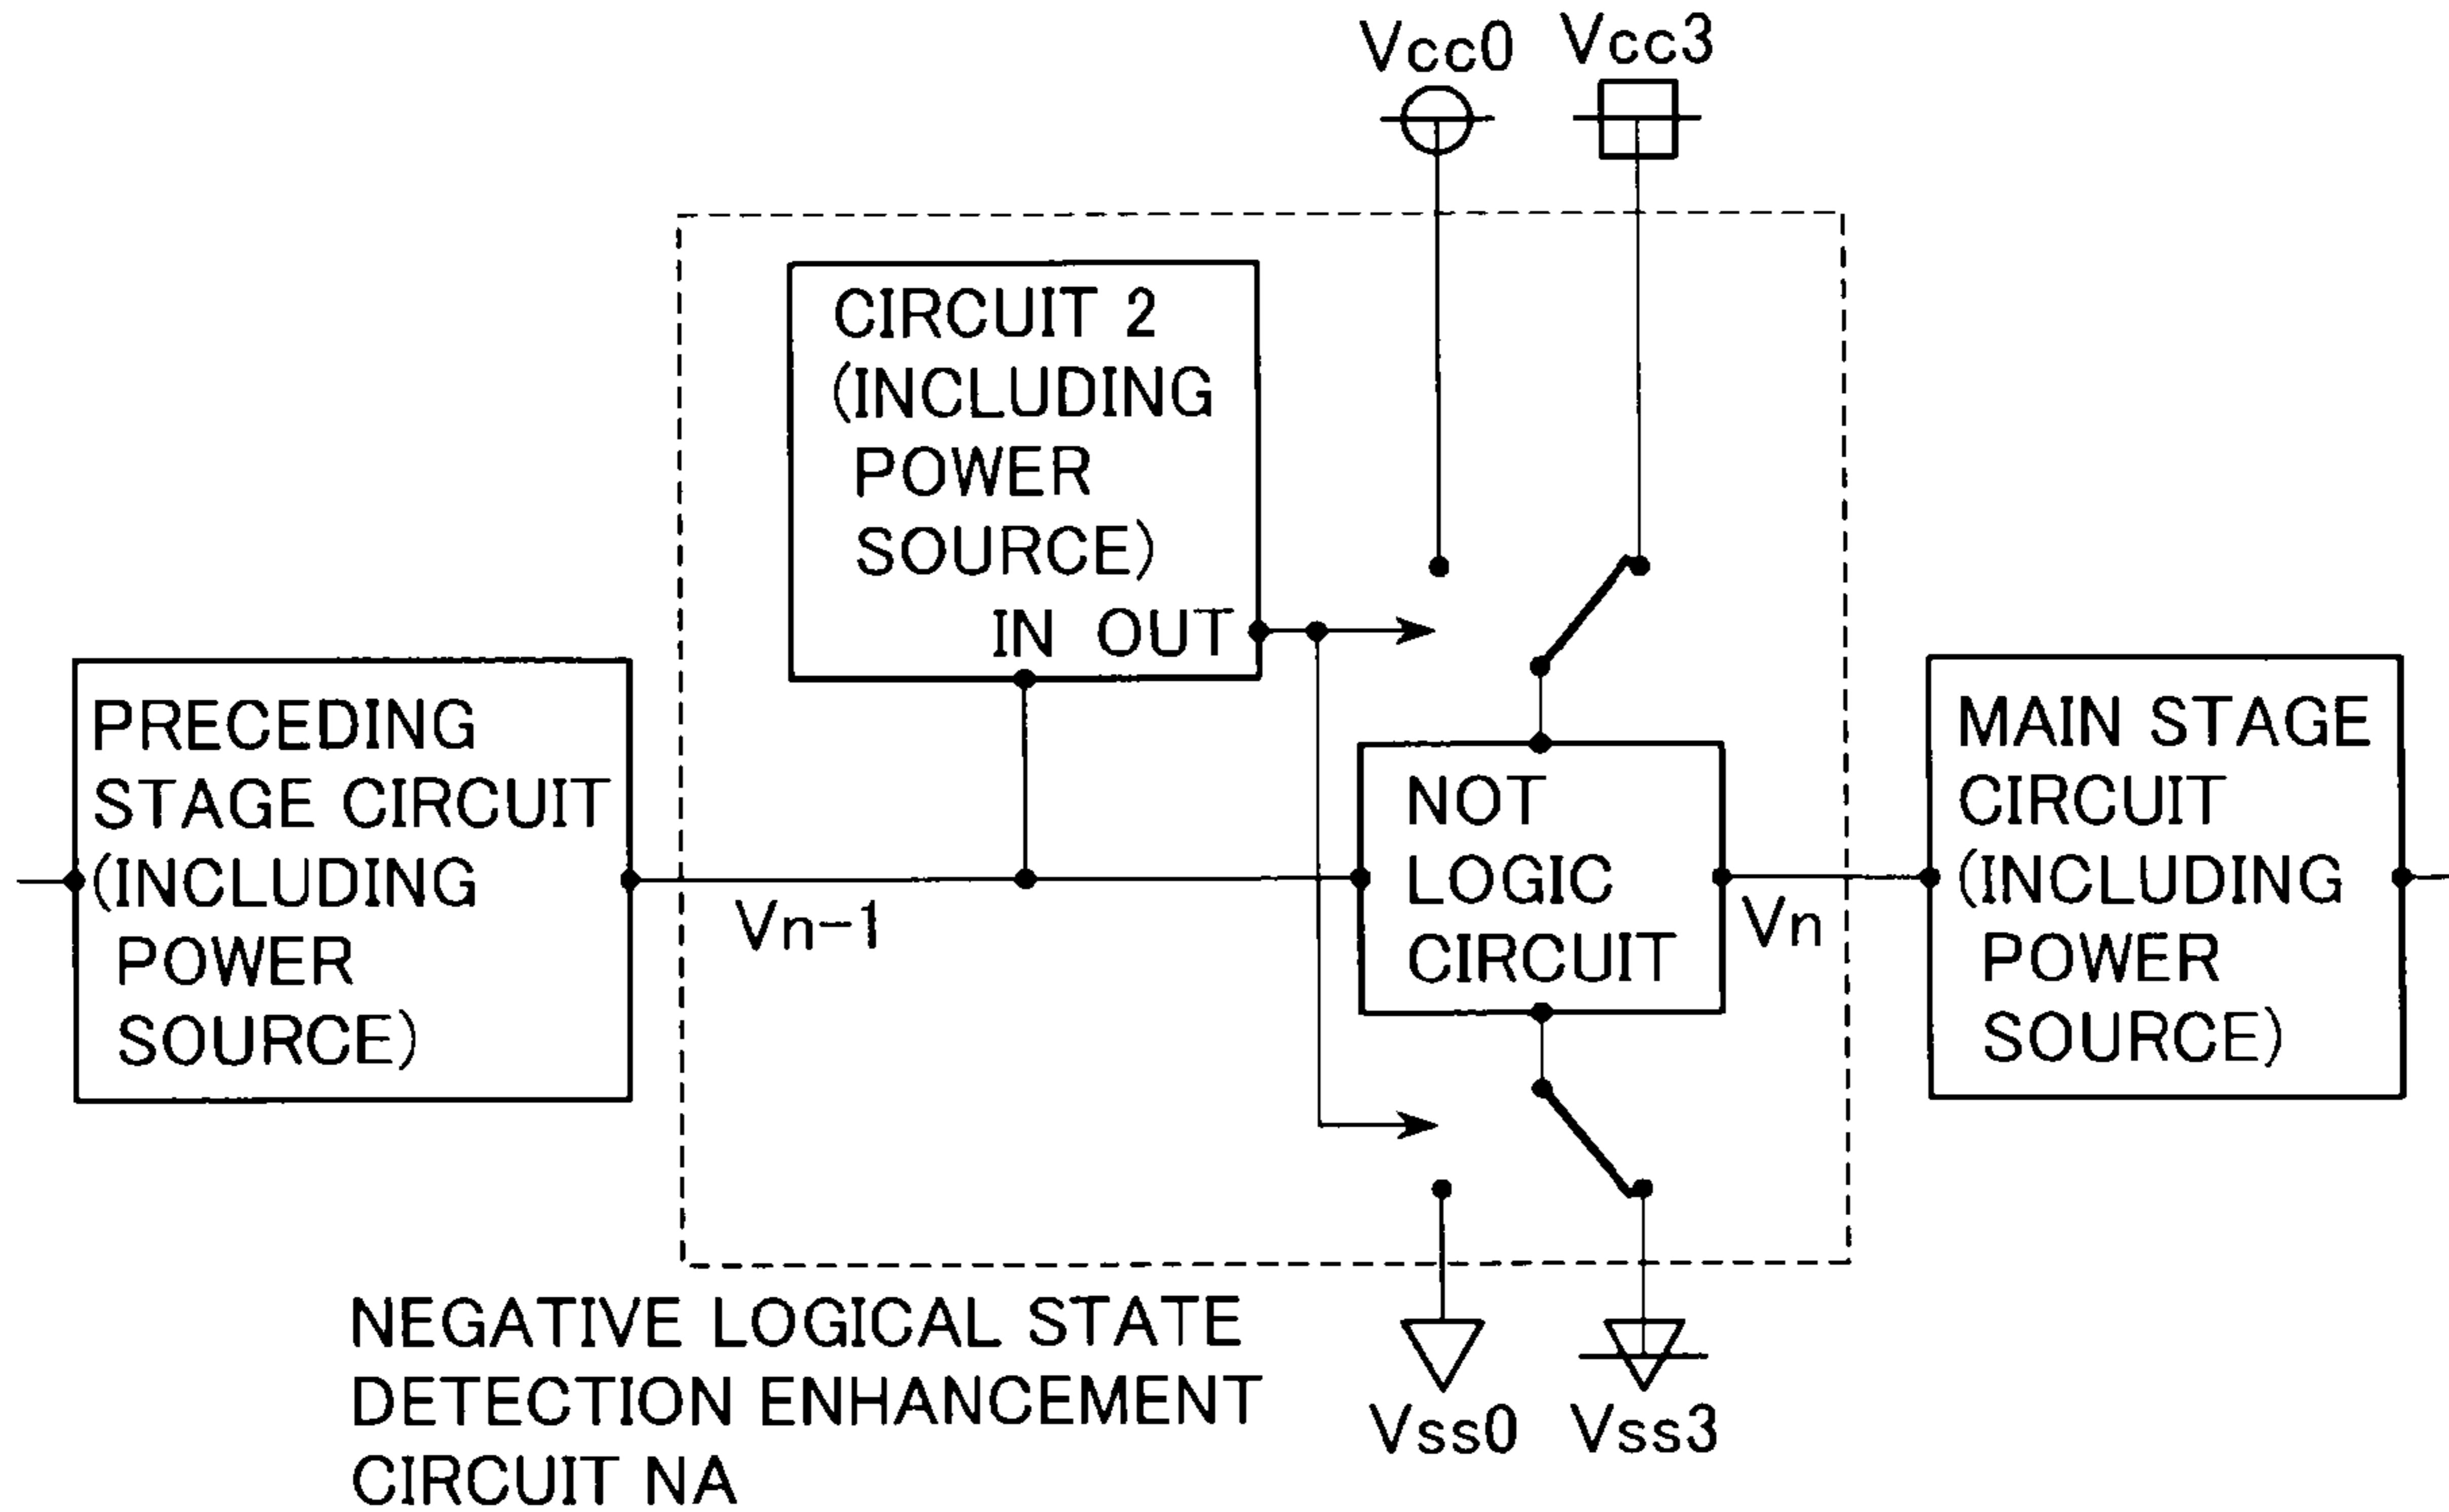 Vcc0 Vcc3
CIRCUIT 2
(INCLUDING
POWER
SOURCE)
IN OUT
PRECEDING
STAGE CIRCUIT
(INCLUDING
POWER
SOURCE)
Vn-1
NOT
LOGIC
CIRCUIT
Vn
MAIN STAGE
CIRCUIT
(INCLUDING
POWER
SOURCE)
Vss0 Vss3
NEGATIVE LOGICAL STATE
DETECTION ENHANCEMENT
CIRCUIT NA